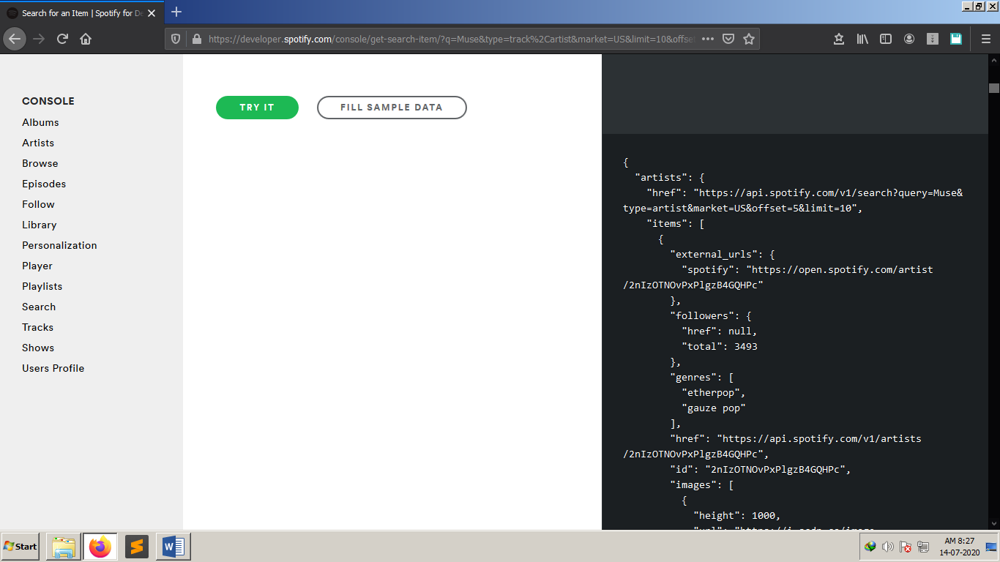 Search for an Item | Spotify for De
https://developer.spotify.com/console/get-search-item/?q=Muse&type=track%2Cartist&market=US&limit=10&offse
CONSOLE
Albums
Artists
Browse
Episodes
Follow
Library
Personalization
Player
Playlists
Search
Tracks
Shows
Users Profile
TRY IT
FILL SAMPLE DATA
{
"artists": {
"href": "https://api.spotify.com/v1/search?query=Muse&
type=artist&market=US&offset=5&limit=10",
"items": [
{
"external_urls": {
"spotify": "https://open.spotify.com/artist
/2nIzOTNOvPxPlgzB4GQHPc"
},
"followers": {
"href": null,
"total": 3493
},
"genres": [
"etherpop",
"gauze pop"
],
"href": "https://api.spotify.com/v1/artists
/2nIzOTNOvPxPlgzB4GQHPc",
"id": "2nIzOTNOvPxPlgzB4GQHPc",
"images": [
{
"height": 1000,
Start
AM 8:27
14-07-2020